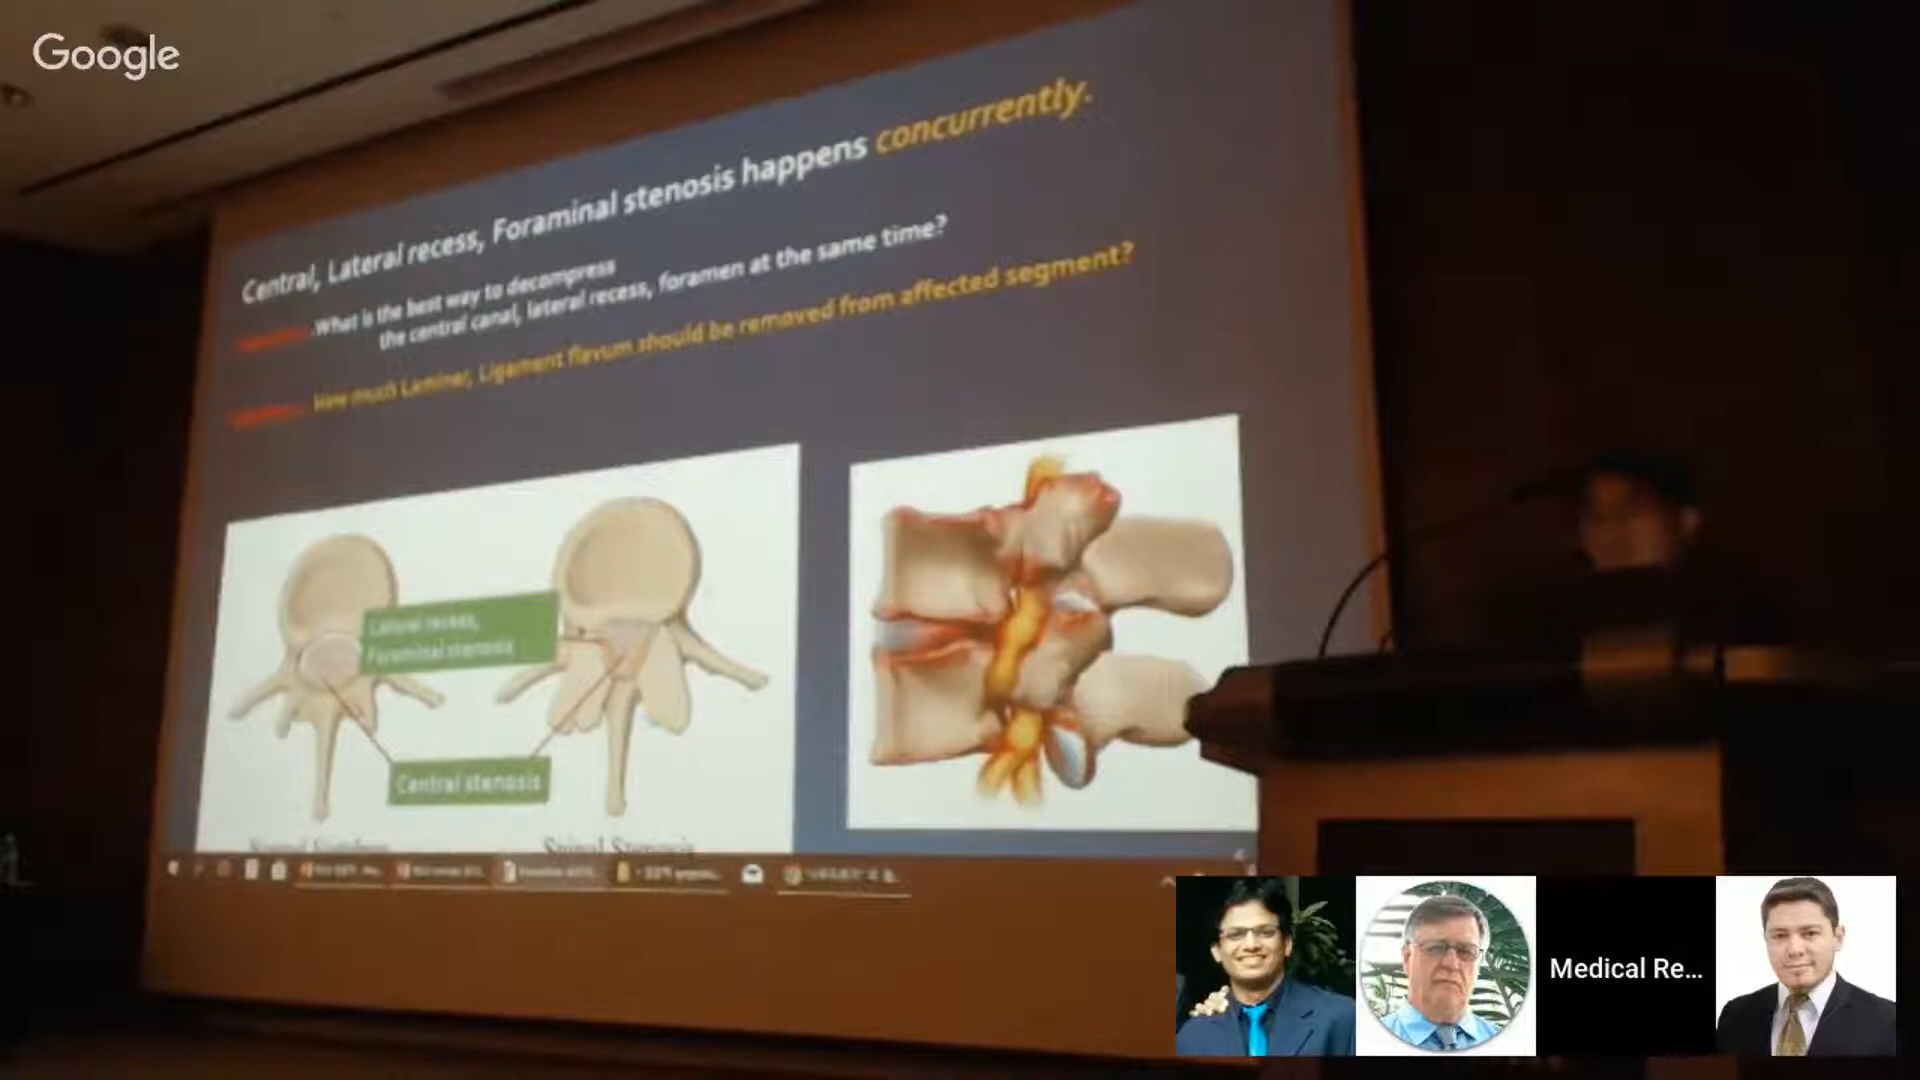 Google
Central, Lateral recess, Foraminal stenosis happens concurrently.
.What is the best way to decompress
the central canal, lateral recess, foramen at the same time?
How much Laminar, Ligament flavum should be removed from affected segment?
Lateral recess,
Foraminal stenosis
Central stenosis
Spinal Stenosis
Medical Re...